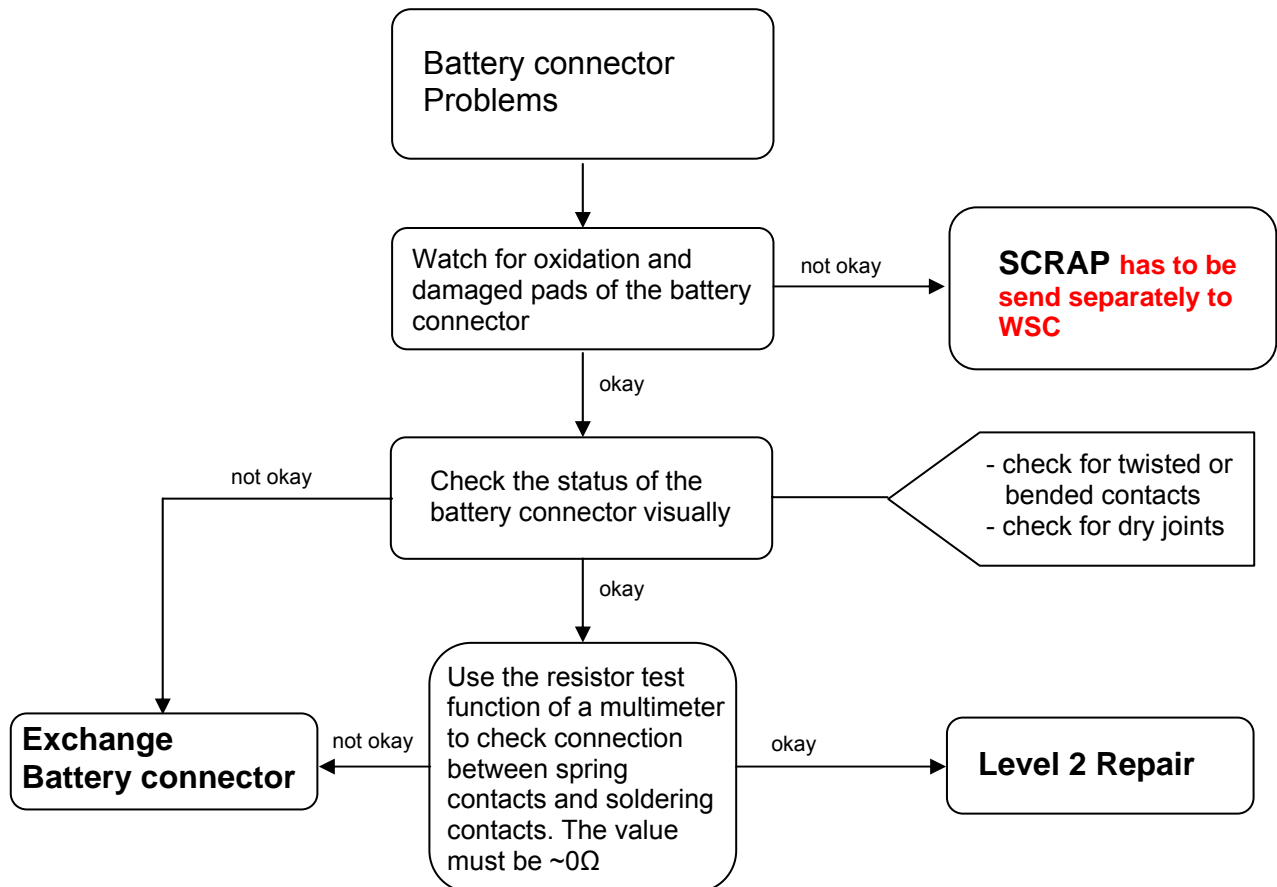 Battery connector
Problems
Watch for oxidation and
damaged pads of the battery
connector
not okay
SCRAP has to be
send separately to
WSC
okay
not okay
Check the status of the
battery connector visually
- check for twisted or
bended contacts
- check for dry joints
okay
Use the resistor test
function of a multimeter
to check connection
between spring
contacts and soldering
contacts. The value
must be ~0Ω
not okay
Exchange
Battery connector
okay
Level 2 Repair